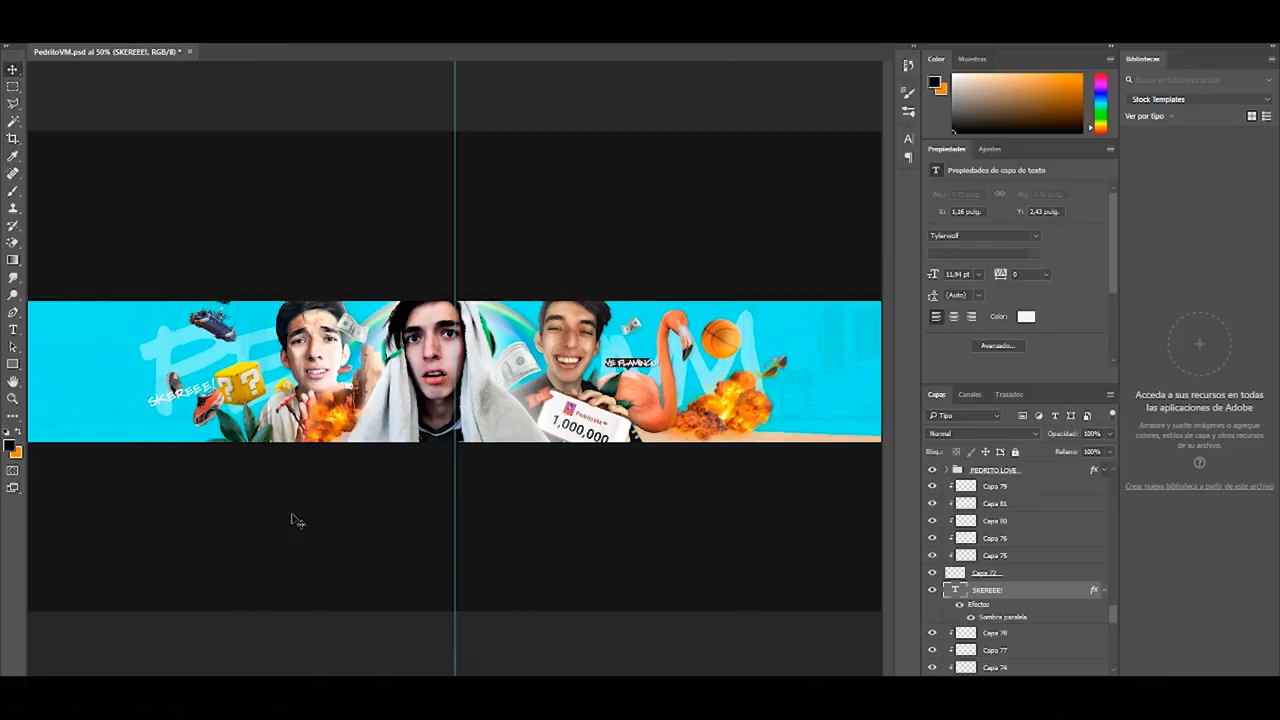 PedritoVM.psd al 50% (SKEREEE!, RGB/8) *
Color
Muestras
Bibliotecas
Stock Templates
Ver por tipo
Propiedades
Ajustes
Propiedades de capa de texto
X: 1,16 pulg.
Y: 2,43 pulg.
Tylerwolf
11,94 pt
VA
0
(Auto)
Color:
Avanzado...
Capas
Canales
Trazados
Tipo
Normal
Opacidad: 100%
Bloq.:
Relleno: 100%
PEDRITO LOVE...
fx
Capa 79
Capa 81
Capa 80
Capa 76
Capa 75
Capa 72
SKEREEE!
fx
Efectos
Sombra paralela
Capa 78
Capa 77
Capa 74
Acceda a sus recursos en todas
las aplicaciones de Adobe
Arrastre y suelte imágenes o agregue
colores, estilos de capa y otros recursos
de su archivo.
Crear nueva biblioteca a partir de este archivo
SKEREEE!
FLAMINGO
PedritoVM
1,000,000